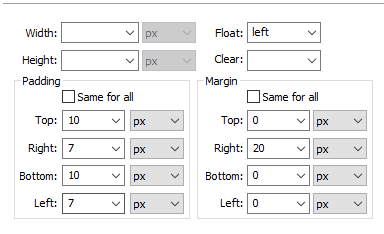 Width: px Float: left
Height: px Clear:
Padding Margin
Same for all Same for all
Top: 10 px Top: 0 px
Right: 7 px Right: 20 px
Bottom: 10 px Bottom: 0 px
Left: 7 px Left: 0 px